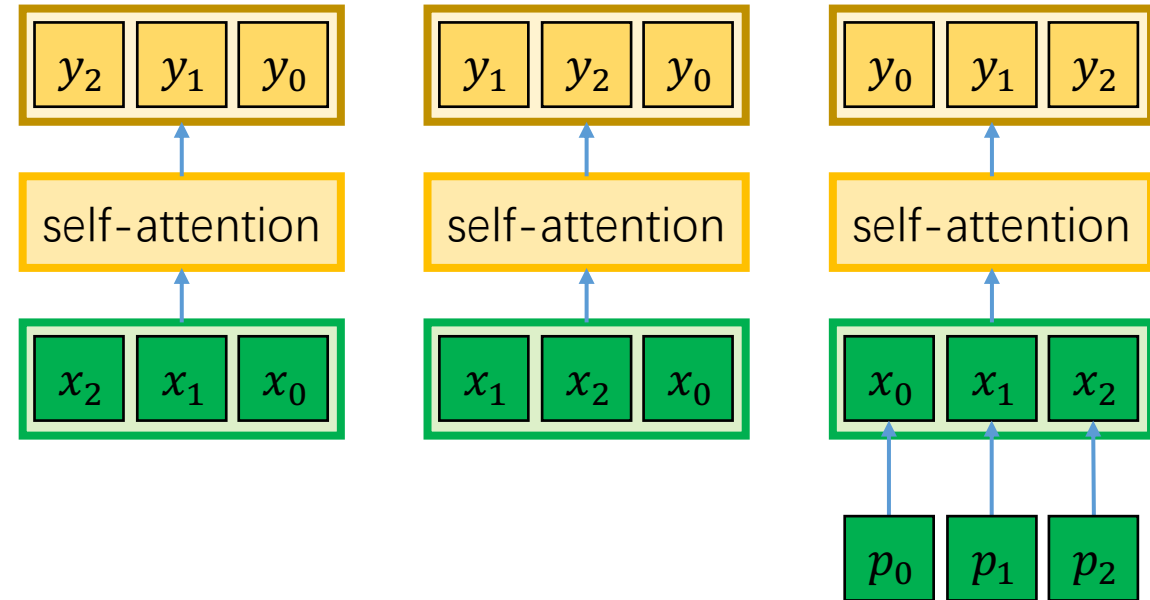 y₂ y₁ y₀ y₁ y₂ y₀ y₀ y₁ y₂
self-attention self-attention self-attention
x₂ x₁ x₀ x₁ x₂ x₀ x₀ x₁ x₂
p₀ p₁ p₂